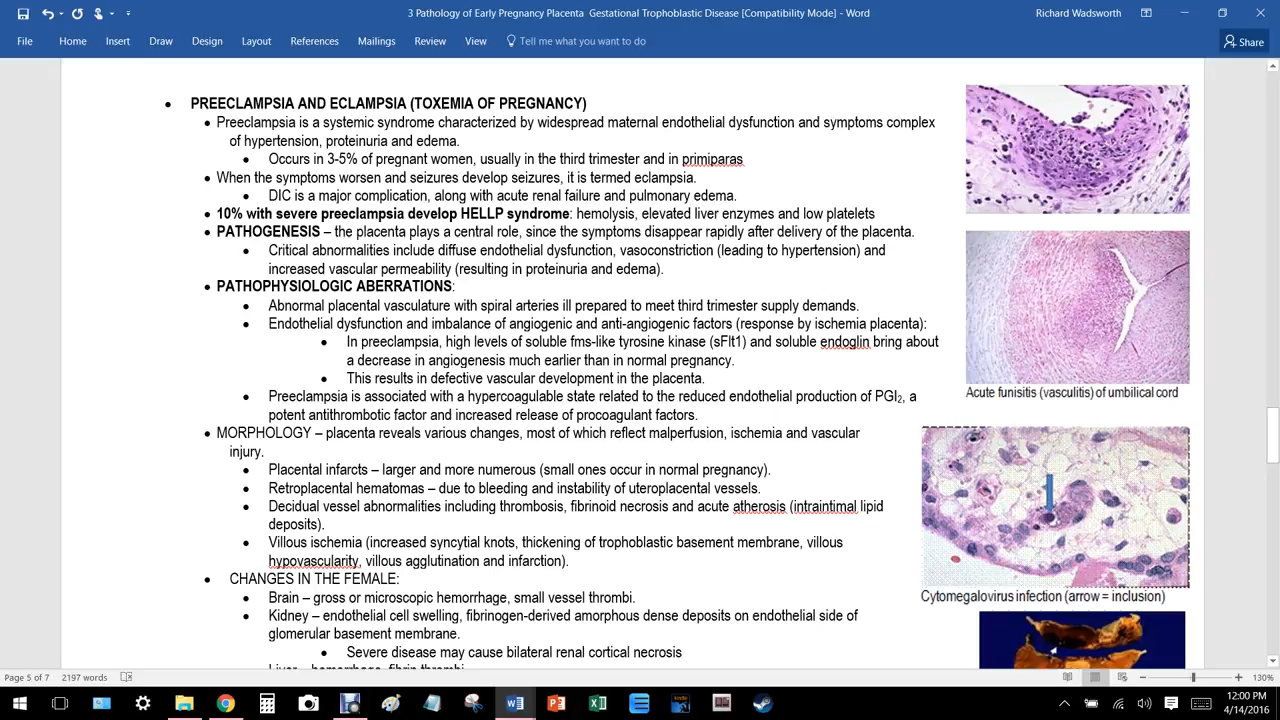 3 Pathology of Early Pregnancy Placenta  Gestational Trophoblastic Disease [Compatibility Mode] - Word
Richard Wadsworth
File
Home
Insert
Draw
Design
Layout
References
Mailings
Review
View
Tell me what you want to do
Share
PREECLAMPSIA AND ECLAMPSIA (TOXEMIA OF PREGNANCY)
Preeclampsia is a systemic syndrome characterized by widespread maternal endothelial dysfunction and symptoms complex
of hypertension, proteinuria and edema.
Occurs in 3-5% of pregnant women, usually in the third trimester and in primiparas
When the symptoms worsen and seizures develop seizures, it is termed eclampsia.
DIC is a major complication, along with acute renal failure and pulmonary edema.
10% with severe preeclampsia develop HELLP syndrome: hemolysis, elevated liver enzymes and low platelets
PATHOGENESIS – the placenta plays a central role, since the symptoms disappear rapidly after delivery of the placenta.
Critical abnormalities include diffuse endothelial dysfunction, vasoconstriction (leading to hypertension) and
increased vascular permeability (resulting in proteinuria and edema).
PATHOPHYSIOLOGIC ABERRATIONS:
Abnormal placental vasculature with spiral arteries ill prepared to meet third trimester supply demands.
Endothelial dysfunction and imbalance of angiogenic and anti-angiogenic factors (response by ischemia placenta):
In preeclampsia, high levels of soluble fms-like tyrosine kinase (sFlt1) and soluble endoglin bring about
a decrease in angiogenesis much earlier than in normal pregnancy.
This results in defective vascular development in the placenta.
Preeclampsia is associated with a hypercoagulable state related to the reduced endothelial production of PGI2, a
potent antithrombotic factor and increased release of procoagulant factors.
MORPHOLOGY – placenta reveals various changes, most of which reflect malperfusion, ischemia and vascular
injury.
Placental infarcts – larger and more numerous (small ones occur in normal pregnancy).
Retroplacental hematomas – due to bleeding and instability of uteroplacental vessels.
Decidual vessel abnormalities including thrombosis, fibrinoid necrosis and acute atherosis (intraintimal lipid
deposits).
Villous ischemia (increased syncytial knots, thickening of trophoblastic basement membrane, villous
hypovascularity, villous agglutination and infarction).
CHANGES IN THE FEMALE:
Brain – gross or microscopic hemorrhage, small vessel thrombi.
Kidney – endothelial cell swelling, fibrinogen-derived amorphous dense deposits on endothelial side of
glomerular basement membrane.
Severe disease may cause bilateral renal cortical necrosis
Liver – hemorrhage, fibrin thrombi
Acute funisitis (vasculitis) of umbilical cord
Cytomegalovirus infection (arrow = inclusion)
Page 5 of 7
2197 words
130%
12:00 PM
4/14/2016